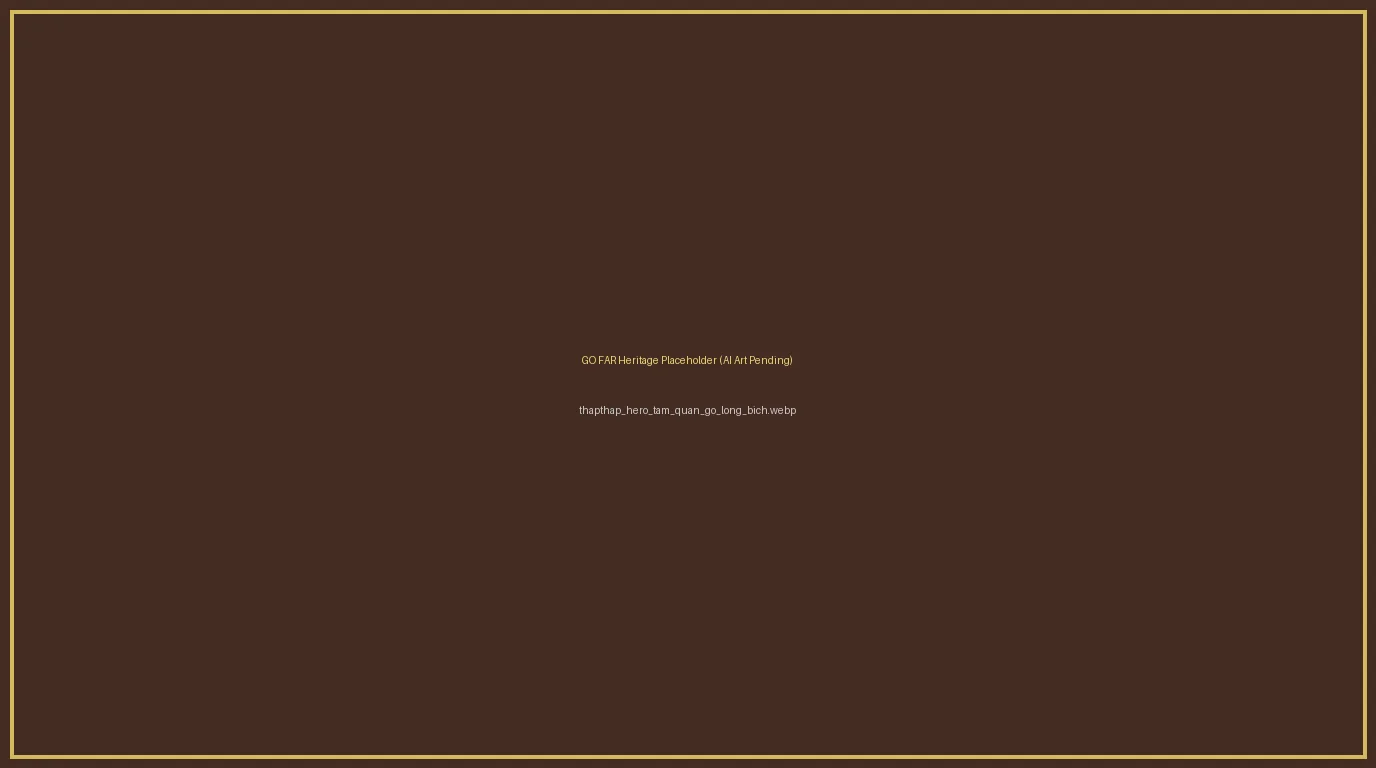 GO FAR Heritage Placeholder (AI Art Pending)
thapthap_hero_tam_quan_go_long_bich.webp